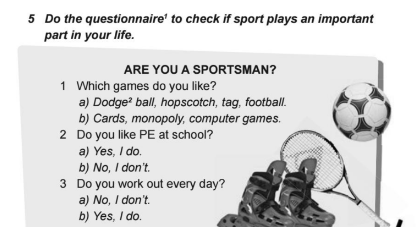 5 Do the questionnaire¹ to check if sport plays an important
part in your life.
ARE YOU A SPORTSMAN?
1 Which games do you like?
a) Dodge² ball, hopscotch, tag, football.
b) Cards, monopoly, computer games.
2 Do you like PE at school?
a) Yes, I do.
b) No, I don't.
3 Do you work out every day?
a) No, I don't.
b) Yes, I do.